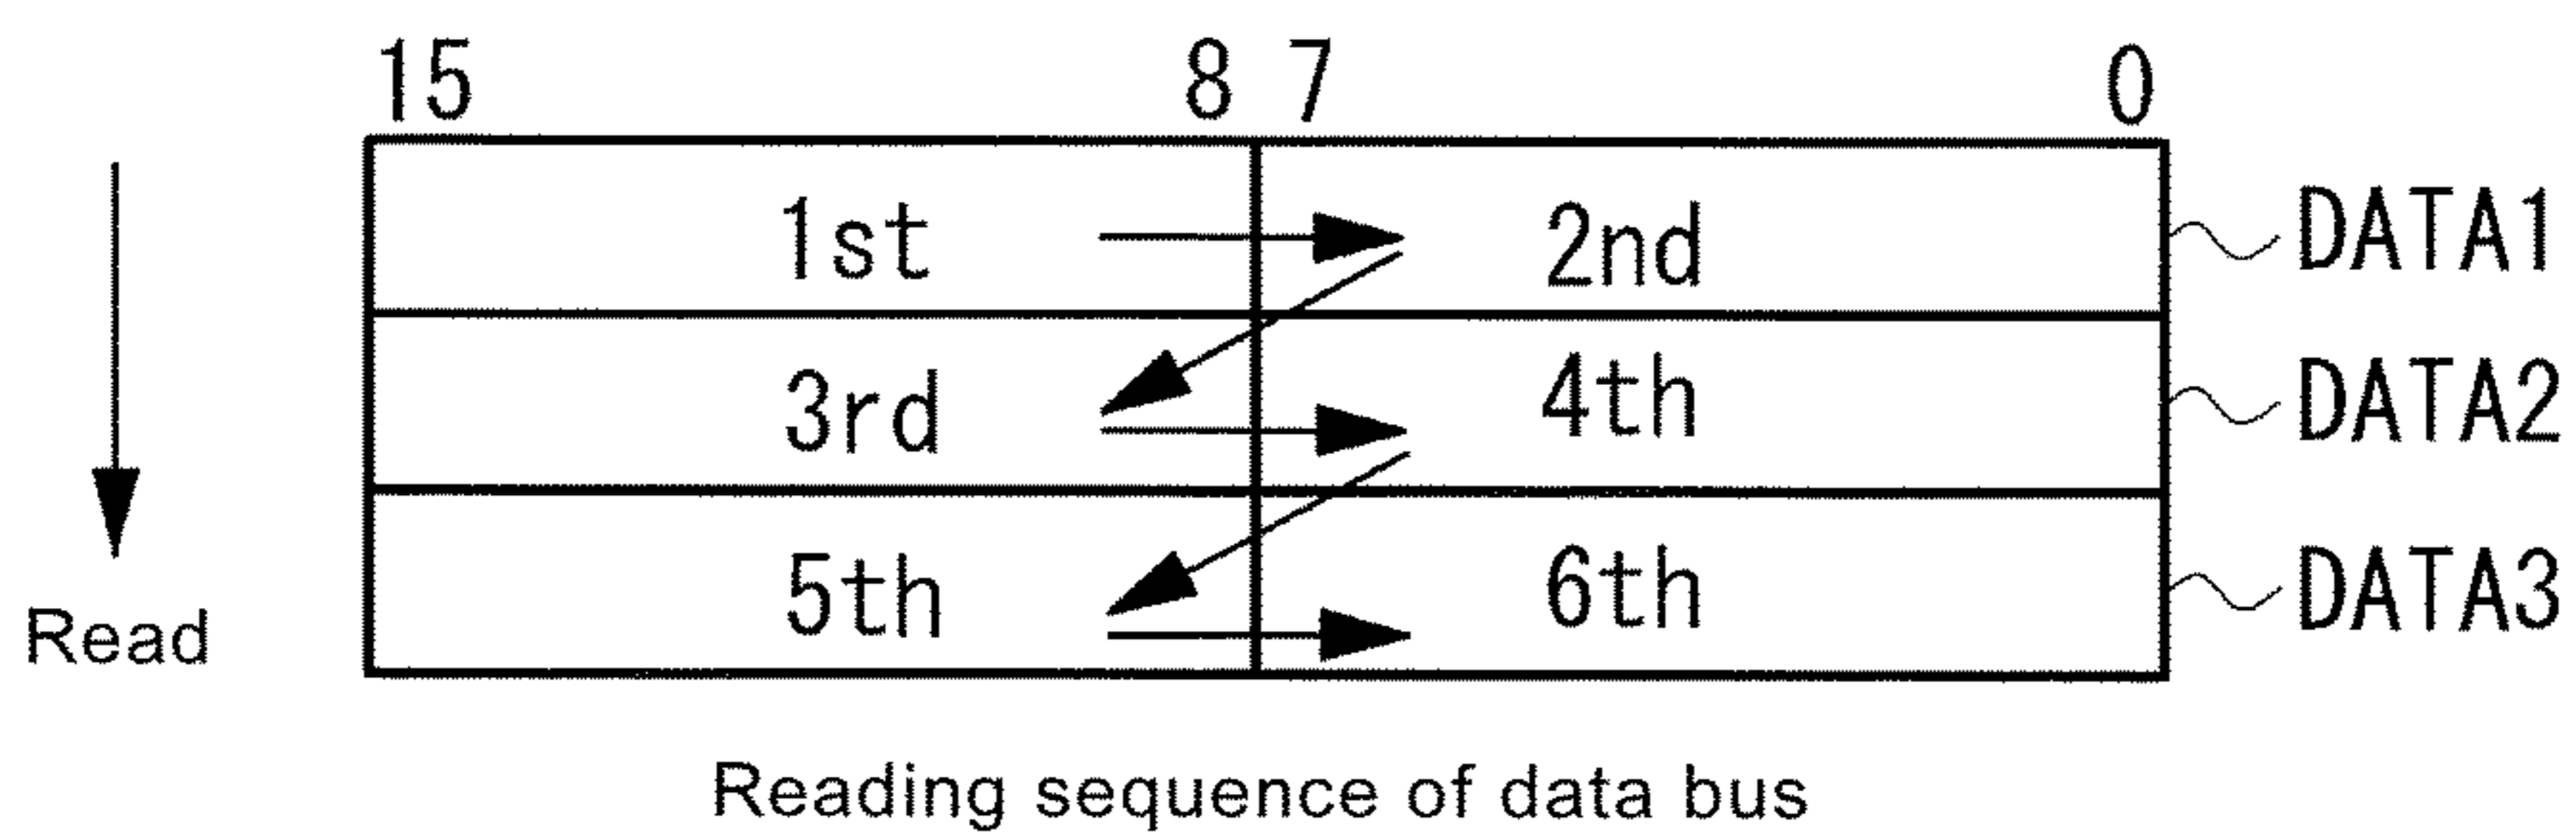 15 8 7 0
1st 2nd DATA1
3rd 4th DATA2
5th 6th DATA3
Read
Reading sequence of data bus